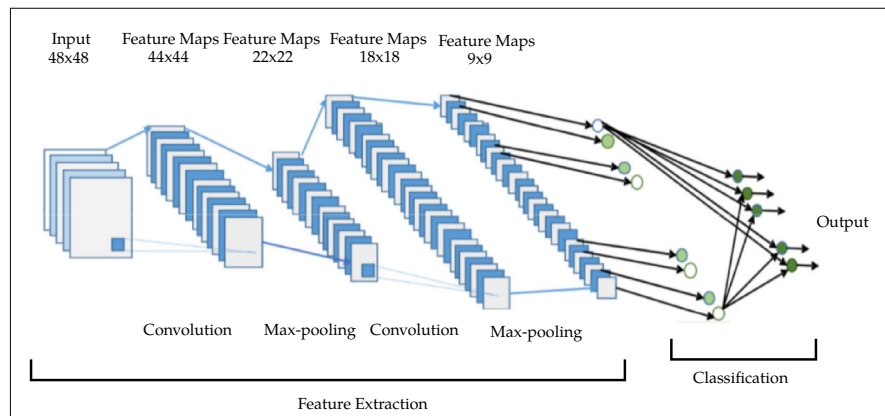 Input
48x48
Feature Maps
44x44
Feature Maps
22x22
Feature Maps
18x18
Feature Maps
9x9
Output
Convolution
Max-pooling
Convolution
Max-pooling
Classification
Feature Extraction